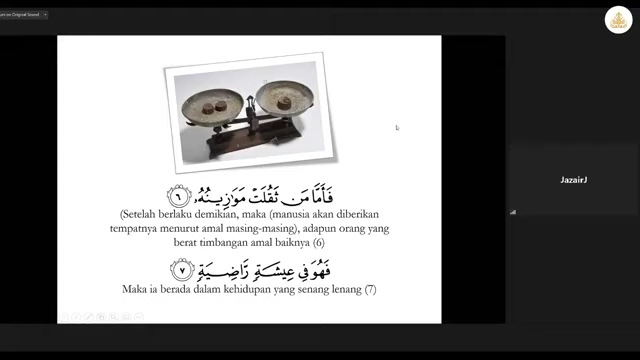 فَأَمَّا مَن ثَقُلَتْ مَوَازِينُهُۥ ٦
(Setelah berlaku demikian, maka (manusia akan diberikan
tempatnya menurut amal masing-masing), adapun orang yang
berat timbangan amal baiknya (6)
فَهُوَ فِى عِيشَةٍ رَّاضِيَةٍ ٧
Maka ia berada dalam kehidupan yang senang lenang (7)
JazairJ